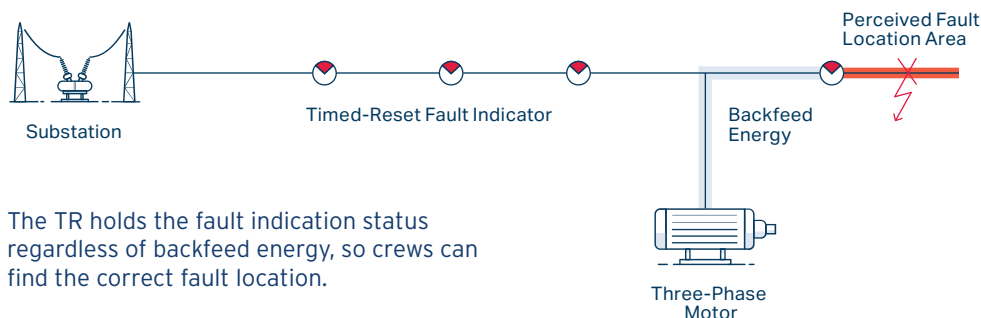 Perceived Fault
Location Area
Substation
Timed-Reset Fault Indicator
Backfeed
Energy
The TR holds the fault indication status
regardless of backfeed energy, so crews can
find the correct fault location.
Three-Phase
Motor